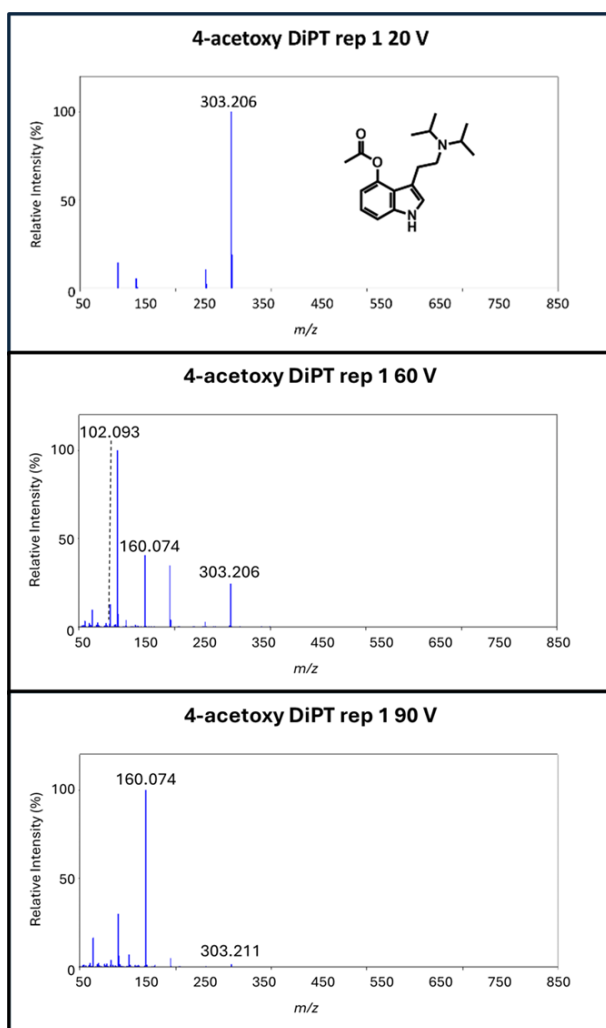 4-acetoxy DiPT rep 1 20 V
303.206
100
50
0
Relative Intensity (%)
O
O
N
N
H
50 150 250 350 450 550 650 750 850
m/z
4-acetoxy DiPT rep 1 60 V
102.093
100
160.074
50
303.206
0
Relative Intensity (%)
50 150 250 350 450 550 650 750 850
m/z
4-acetoxy DiPT rep 1 90 V
160.074
100
50
303.211
0
Relative Intensity (%)
50 150 250 350 450 550 650 750 850
m/z